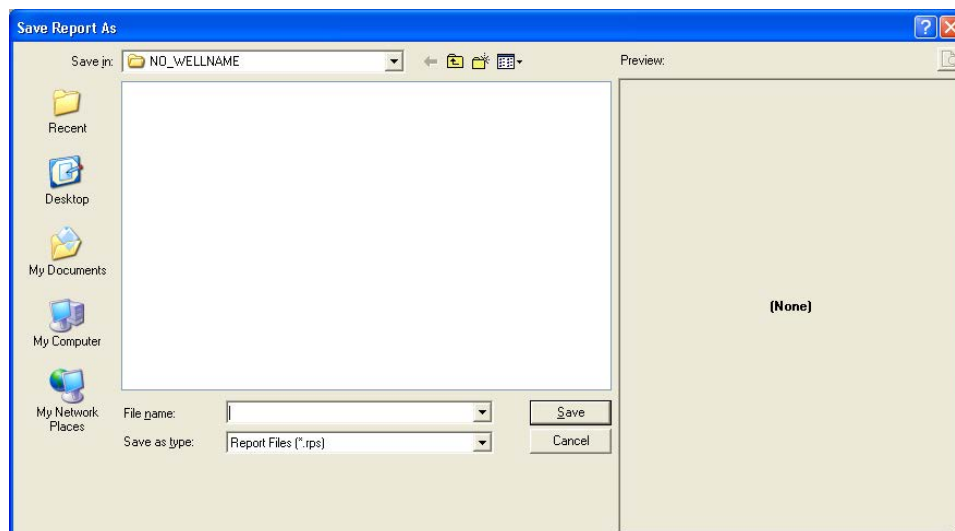 Save Report As
Save in: NO_WELLNAME
Preview:
Recent
Desktop
My Documents
My Computer
My Network
Places
(None)
File name:
Save
Save as type: Report Files (*.rps)
Cancel